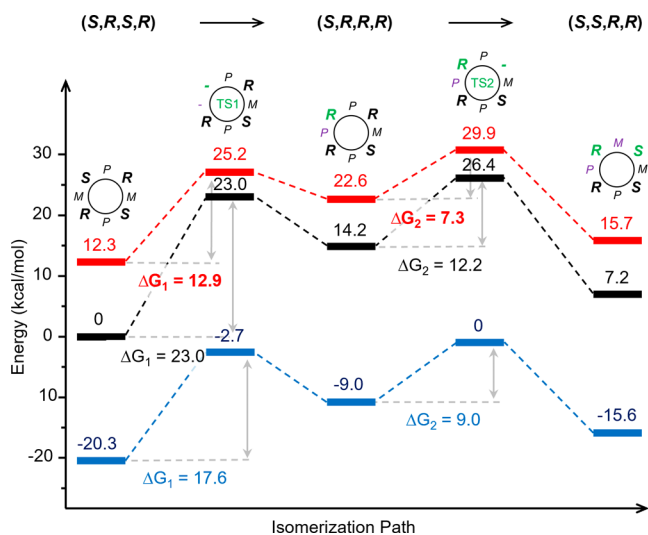 (S,R,S,R) (S,R,R,R) (S,S,R,R)
P
- R
TS1
- M
R S
P
P
R -
TS2
P M
R S
P
P
R R
P M
R S
P
P
S R
M M
R S
P
M
R S
P M
R S
P
Energy (kcal/mol)
30
20
10
0
10
-20
12.3
25.2
22.6
29.9
15.7
0
23.0
14.2
26.4
7.2
-20.3
-2.7
-9.0
0
-15.6
ΔG1 = 12.9
ΔG2 = 7.3
ΔG1 = 23.0
ΔG2 = 12.2
ΔG1 = 17.6
ΔG2 = 9.0
Isomerization Path